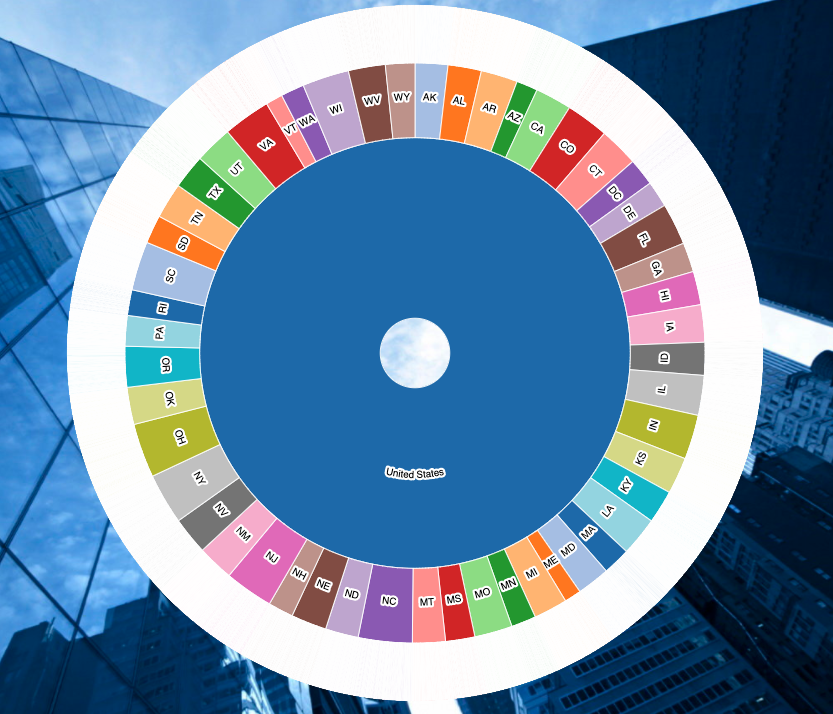 AK
AL
AR
AZ
CA
CO
CT
DC
DE
FL
GA
HI
IA
ID
IL
IN
KS
KY
LA
MA
MD
ME
MI
MN
MO
MS
MT
NC
ND
NE
NH
NJ
NM
NV
NY
OH
OK
OR
PA
RI
SC
SD
TN
TX
UT
VA
VT
WA
WI
WV
WY
United States